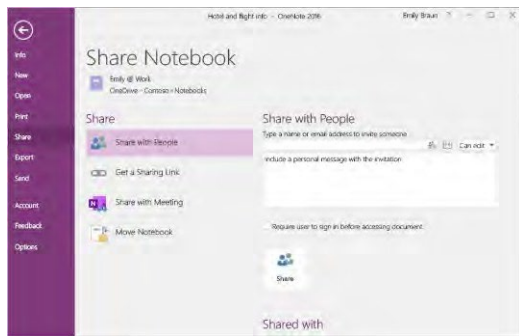 Hotel and flight info - OneNote 2016
Emily Braun ? — □ X
Info
New
Open
Print
Share
Export
Send
Account
Feedback
Options
Share Notebook
Emily @ Work
OneDrive - Contoso » Notebooks
Share
Share with People
Get a Sharing Link
Share with Meeting
Move Notebook
Share with People
Type a name or email address to invite someone
Can edit
Include a personal message with the invitation
Require user to sign in before accessing document.
Share
Shared with